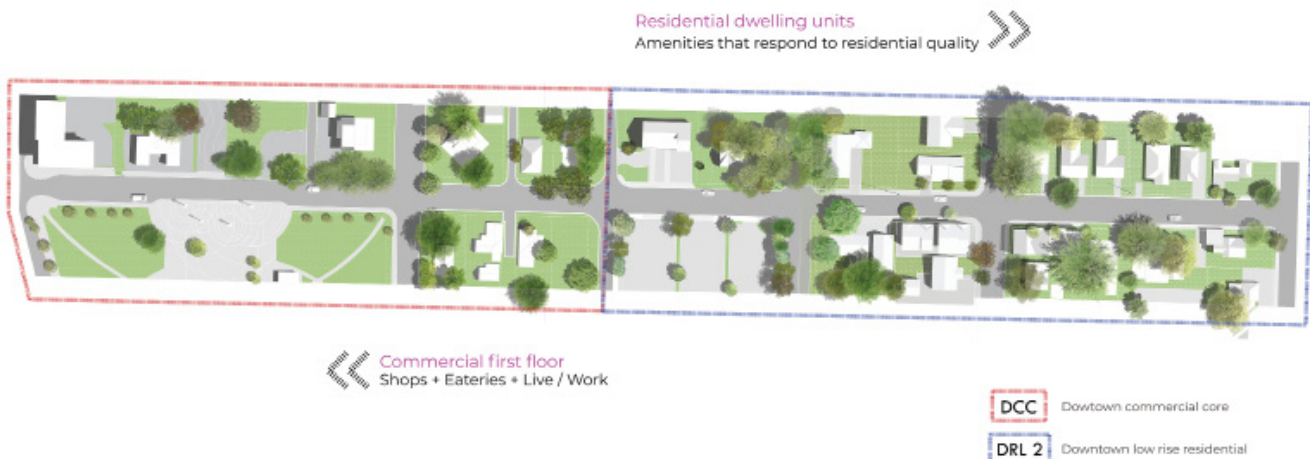 Residential dwelling units
Amenities that respond to residential quality
Commercial first floor
Shops + Eateries + Live / Work
DCC Dowtown commercial core
DRL 2 Downtown low rise residential